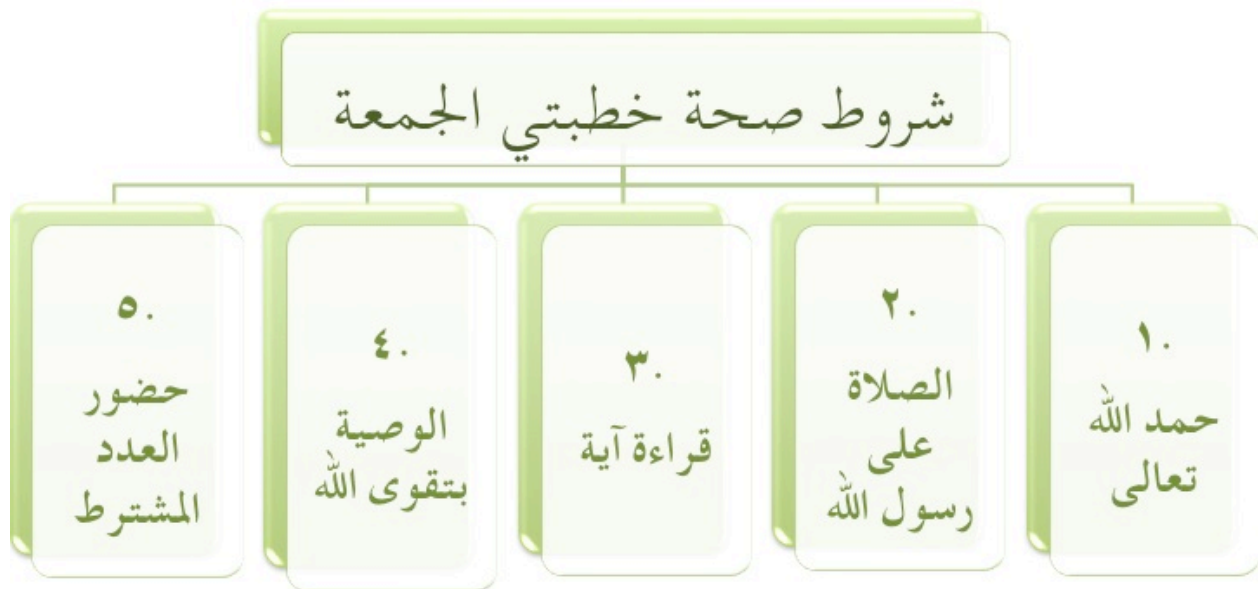 شروط صحة خطبتي الجمعة
١.
حمد الله
تعالى
٢.
الصلاة
على
رسول الله
٣.
قراءة آية
٤.
الوصية
بتقوى الله
٥.
حضور
العدد
المشترط